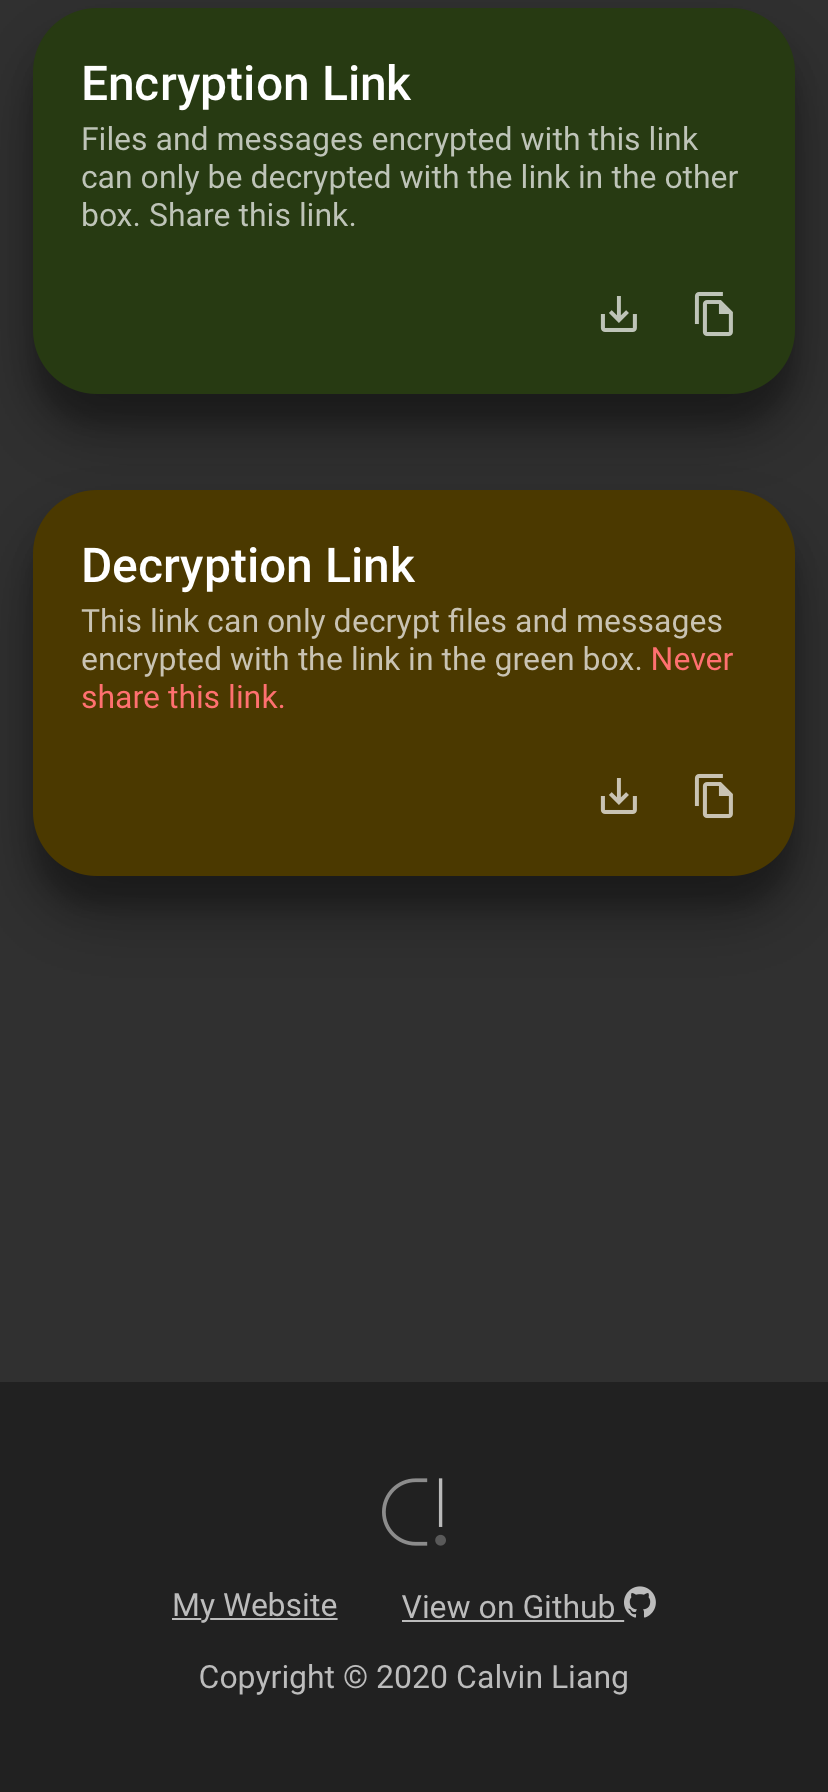 Encryption Link
Files and messages encrypted with this link
can only be decrypted with the link in the other
box. Share this link.
Decryption Link
This link can only decrypt files and messages
encrypted with the link in the green box. Never
share this link.
My Website
View on Github
Copyright © 2020 Calvin Liang